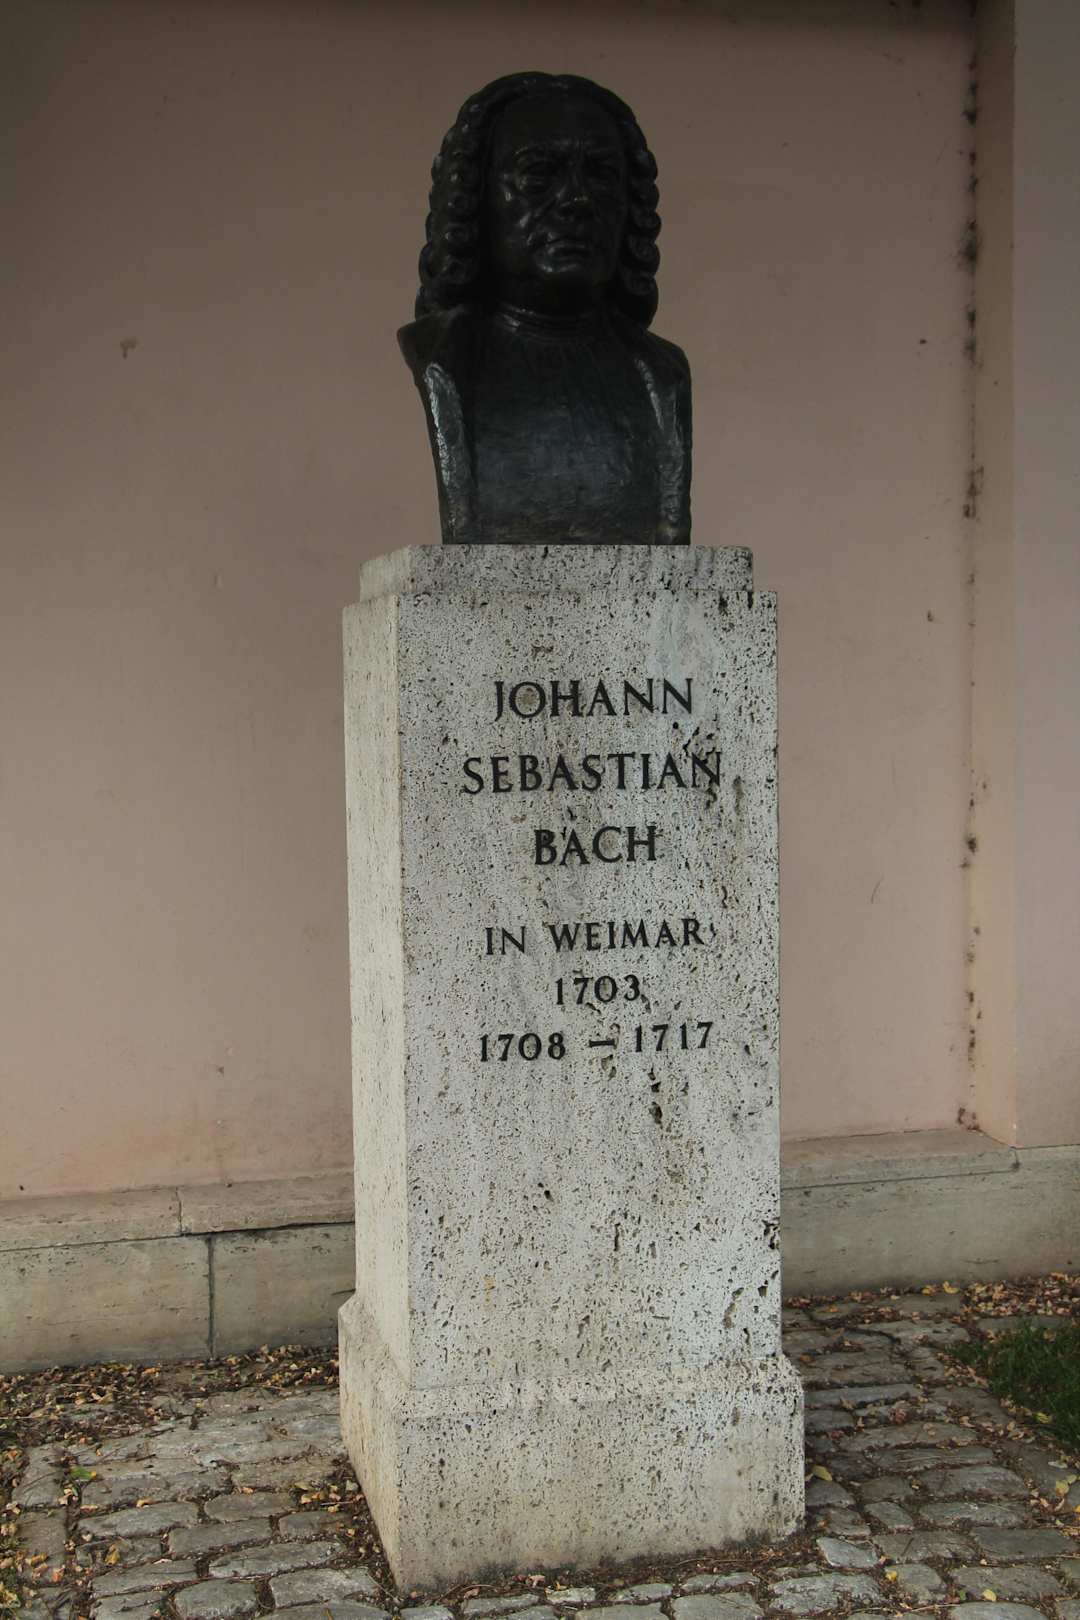 JOHANN
SEBASTIAN
BACH
IN WEIMAR
1703
1708 – 1717